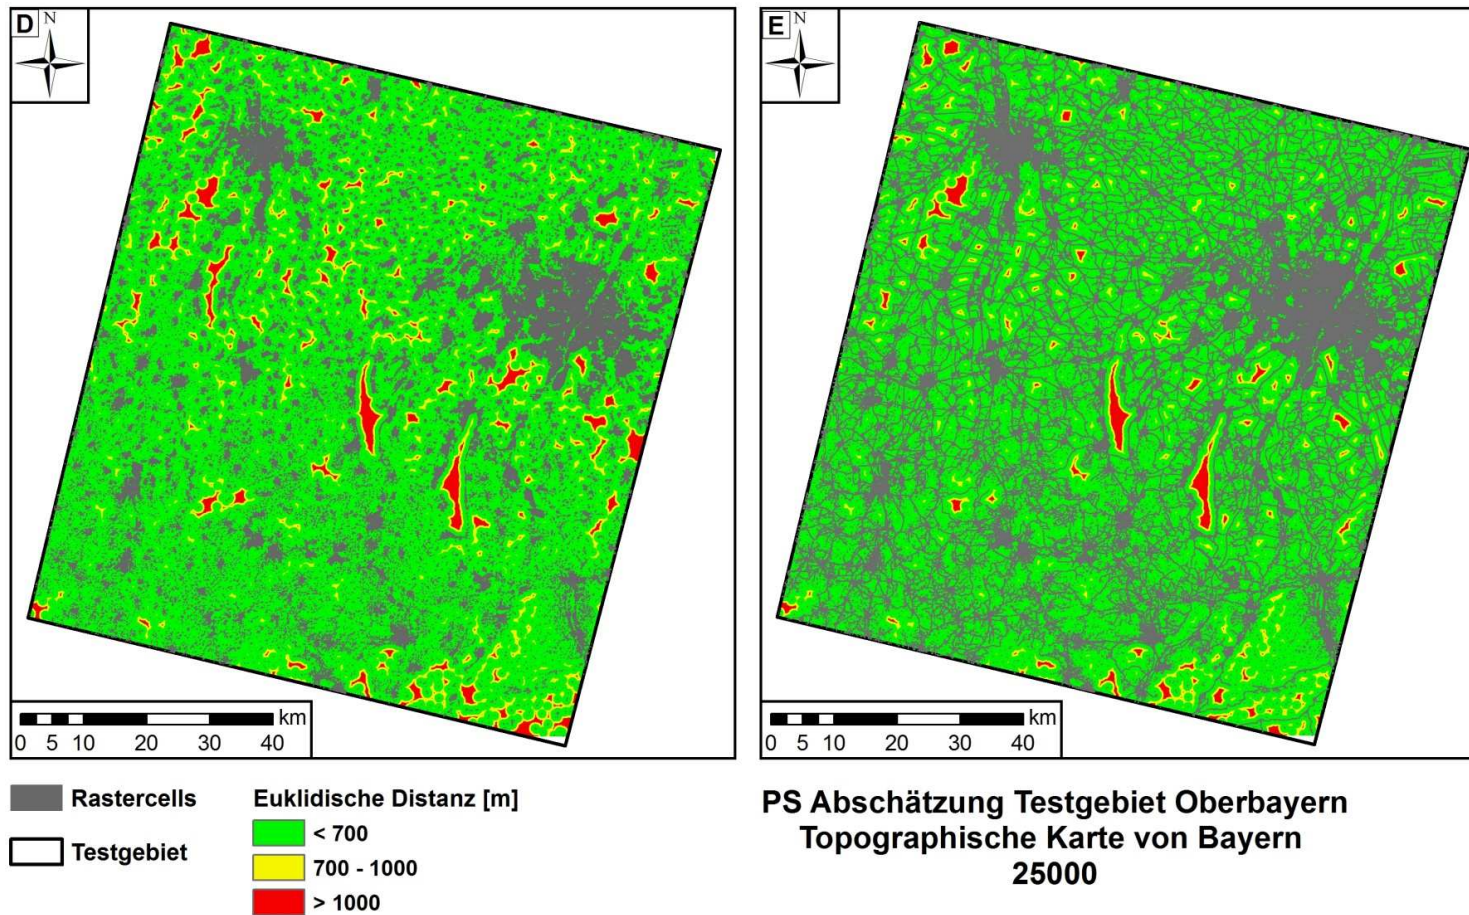 D
N
km
0 5 10 20 30 40
E
N
km
0 5 10 20 30 40
Rastercells
Testgebiet
Euklidische Distanz [m]
< 700
700 - 1000
> 1000
PS Abschätzung Testgebiet Oberbayern
Topographische Karte von Bayern
25000